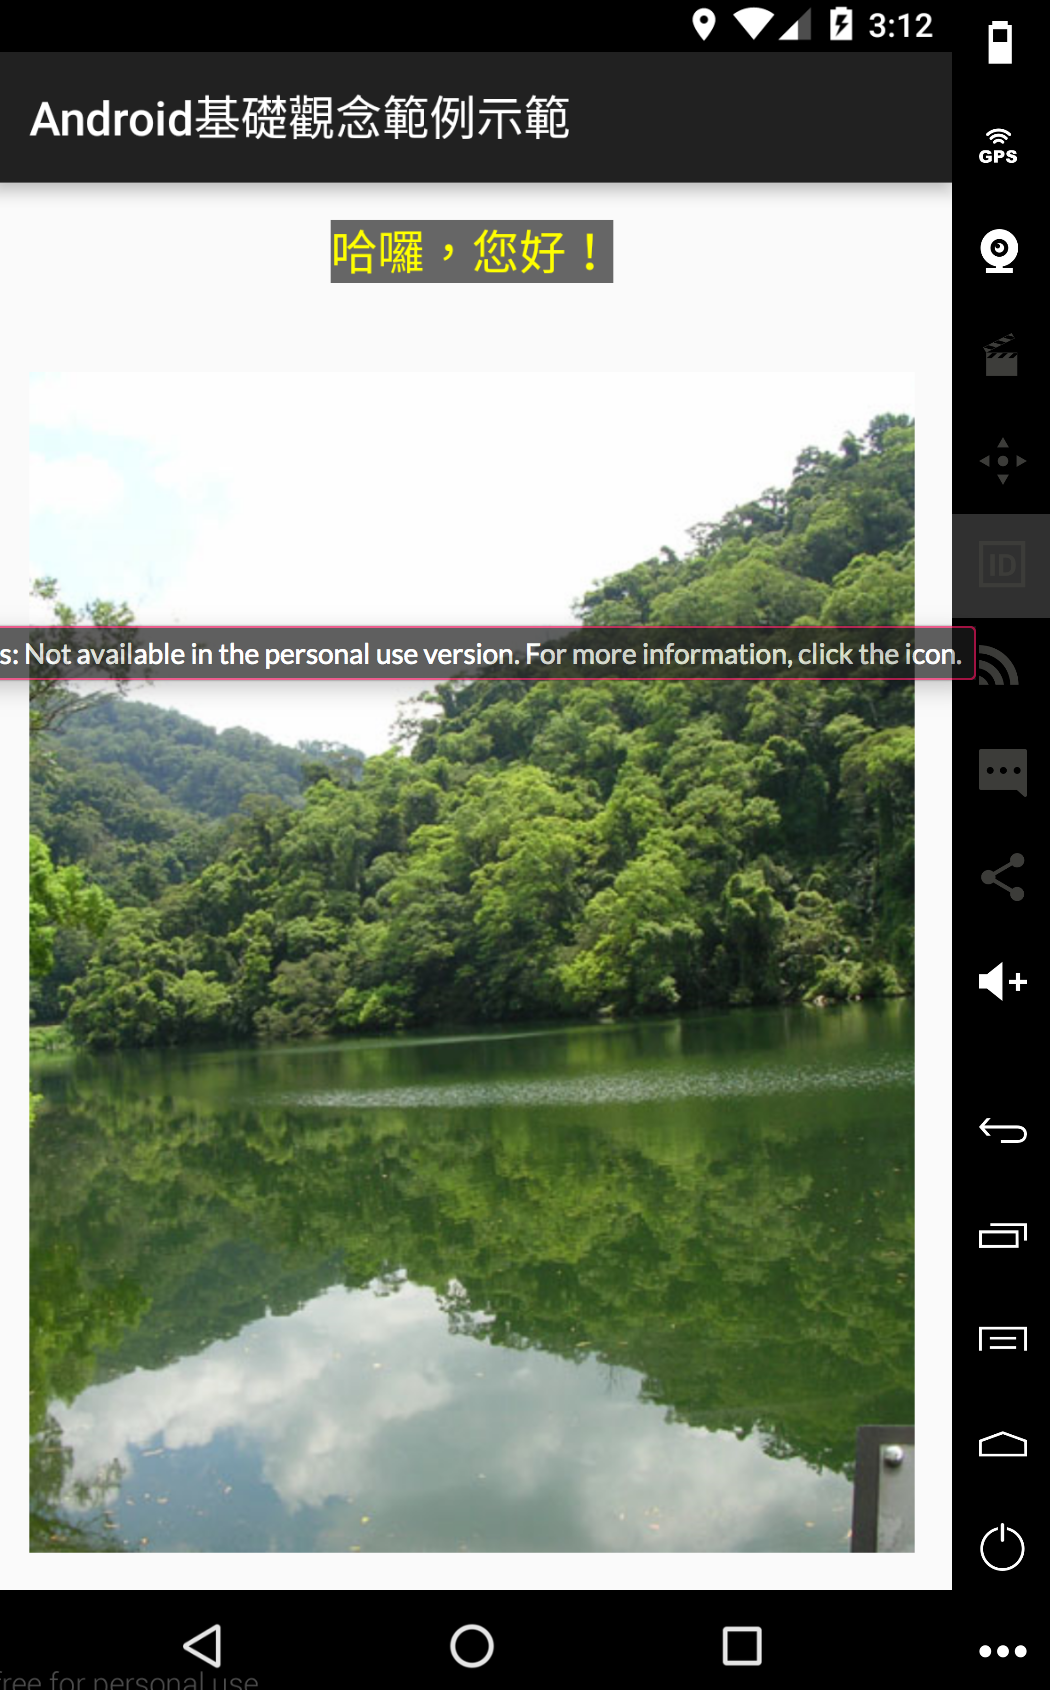 3:12
GPS
Android基礎觀念範例示範
哈囉，您好！
ID
s: Not available in the personal use version. For more information, click the icon.
free for personal use